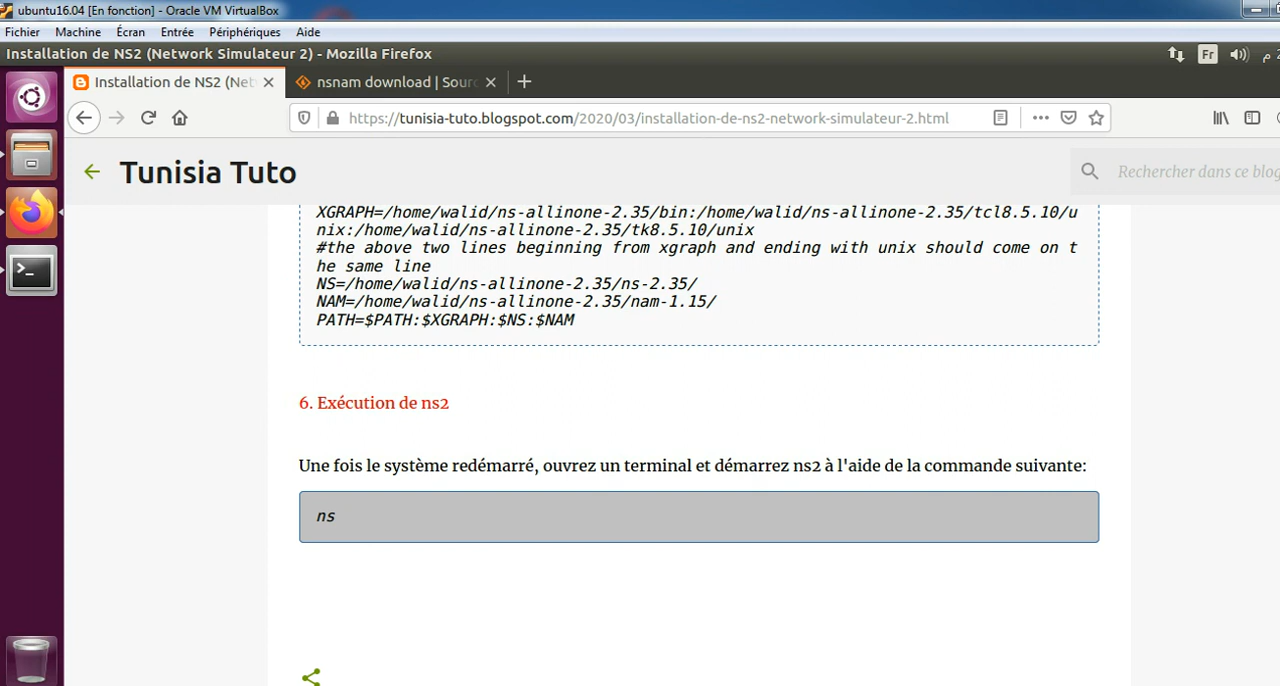 ubuntu16.04 [En fonction] - Oracle VM VirtualBox
Fichier Machine Écran Entrée Périphériques Aide
Installation de NS2 (Network Simulateur 2) - Mozilla Firefox Fr
Installation de NS2 (Net nsnam download | Sour
https://tunisia-tuto.blogspot.com/2020/03/installation-de-ns2-network-simulateur-2.html
Tunisia Tuto Rechercher dans ce blog
XGRAPH=/home/walid/ns-allinone-2.35/bin:/home/walid/ns-allinone-2.35/tcl8.5.10/u
nix:/home/walid/ns-allinone-2.35/tk8.5.10/unix
#the above two lines beginning from xgraph and ending with unix should come on t
he same line
NS=/home/walid/ns-allinone-2.35/ns-2.35/
NAM=/home/walid/ns-allinone-2.35/nam-1.15/
PATH=$PATH:$XGRAPH:$NS:$NAM
6. Exécution de ns2
Une fois le système redémarré, ouvrez un terminal et démarrez ns2 à l'aide de la commande suivante:
ns